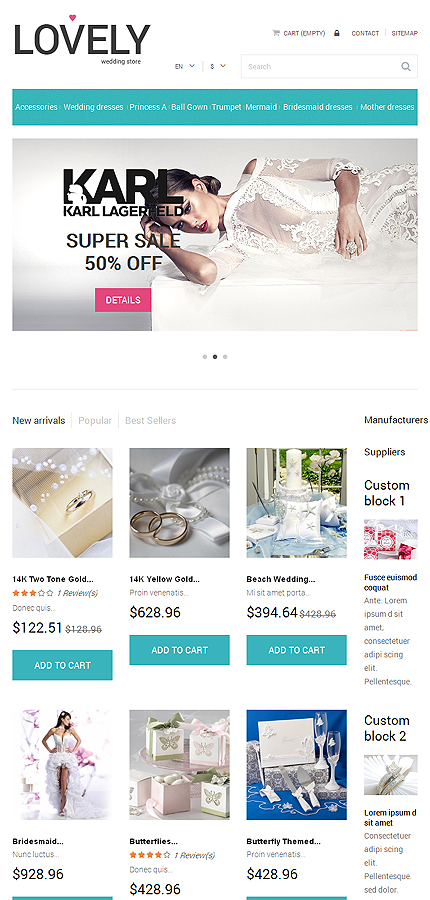 LOVELY
wedding store
CART (EMPTY)
CONTACT
SITEMAP
EN
$
Search
Accessories
Wedding dresses
Princess A
Ball Gown
Trumpet
Mermaid
Bridesmaid dresses
Mother dresses
KARL
KARL LAGERFELD
SUPER SALE
50% OFF
DETAILS
New arrivals
Popular
Best Sellers
Manufacturers
Suppliers
14K Two Tone Gold...
1 Review(s)
Donec quis...
$122.51 $128.96
ADD TO CART
14K Yellow Gold...
Proin venenatis...
$628.96
ADD TO CART
Beach Wedding...
Mi sit amet porta...
$394.64 $428.96
ADD TO CART
Custom
block 1
Fusce euismod
coquat
Ante. Lorem
ipsum d sit
amet,
consectetuer
adipi scing
elit.
Pellentesque.
Bridesmaid...
Nunc luctus...
$928.96
Butterflies...
1 Review(s)
Donec quis...
$428.96
Butterfly Themed...
Proin venenatis...
$428.96
Custom
block 2
Lorem ipsum d
sit amet
Consectetuer
adipi scing
elit.
Pellentesque.
sed dolor.